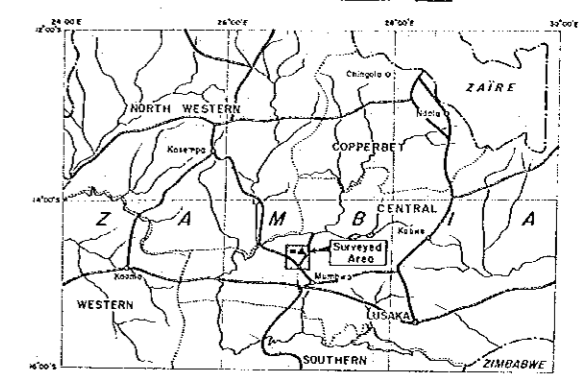 24 00'E 26°00'E 28°00'E 30°00'E
12°00'S
Chingola
ZAÏRE
NORTH WESTERN
Ndola
Kasempa
COPPERBET
14°00'S
CENTRAL
Z A M B I A
Kabwe
Surveyed
Area
Kaoma
Mumbwa
WESTERN
LUSAKA
16°00'S
SOUTHERN
ZIMBABWE